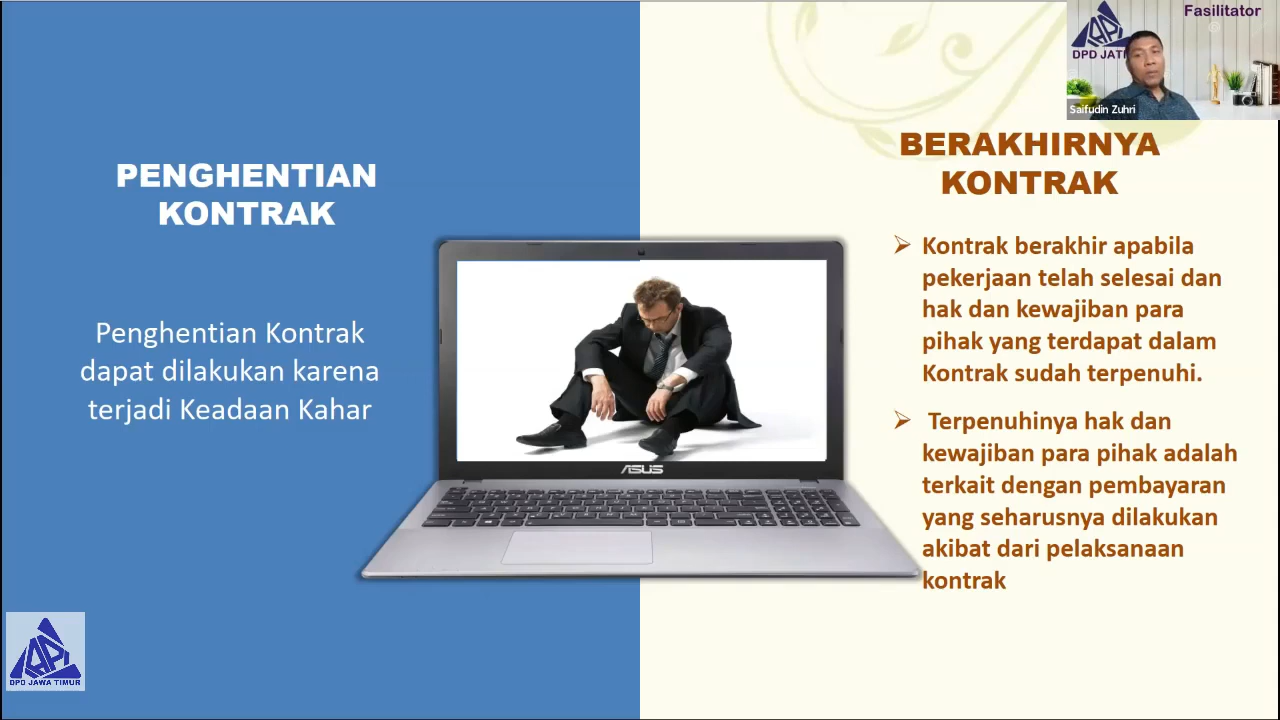 PENGHENTIAN
KONTRAK
Penghentian Kontrak
dapat dilakukan karena
terjadi Keadaan Kahar
ASUS
DPD JAWA TIMUR
Fasilitator
DPD JATI
Saifudin Zuhri
BERAKHIRNYA
KONTRAK
Kontrak berakhir apabila
pekerjaan telah selesai dan
hak dan kewajiban para
pihak yang terdapat dalam
Kontrak sudah terpenuhi.
Terpenuhinya hak dan
kewajiban para pihak adalah
terkait dengan pembayaran
yang seharusnya dilakukan
akibat dari pelaksanaan
kontrak